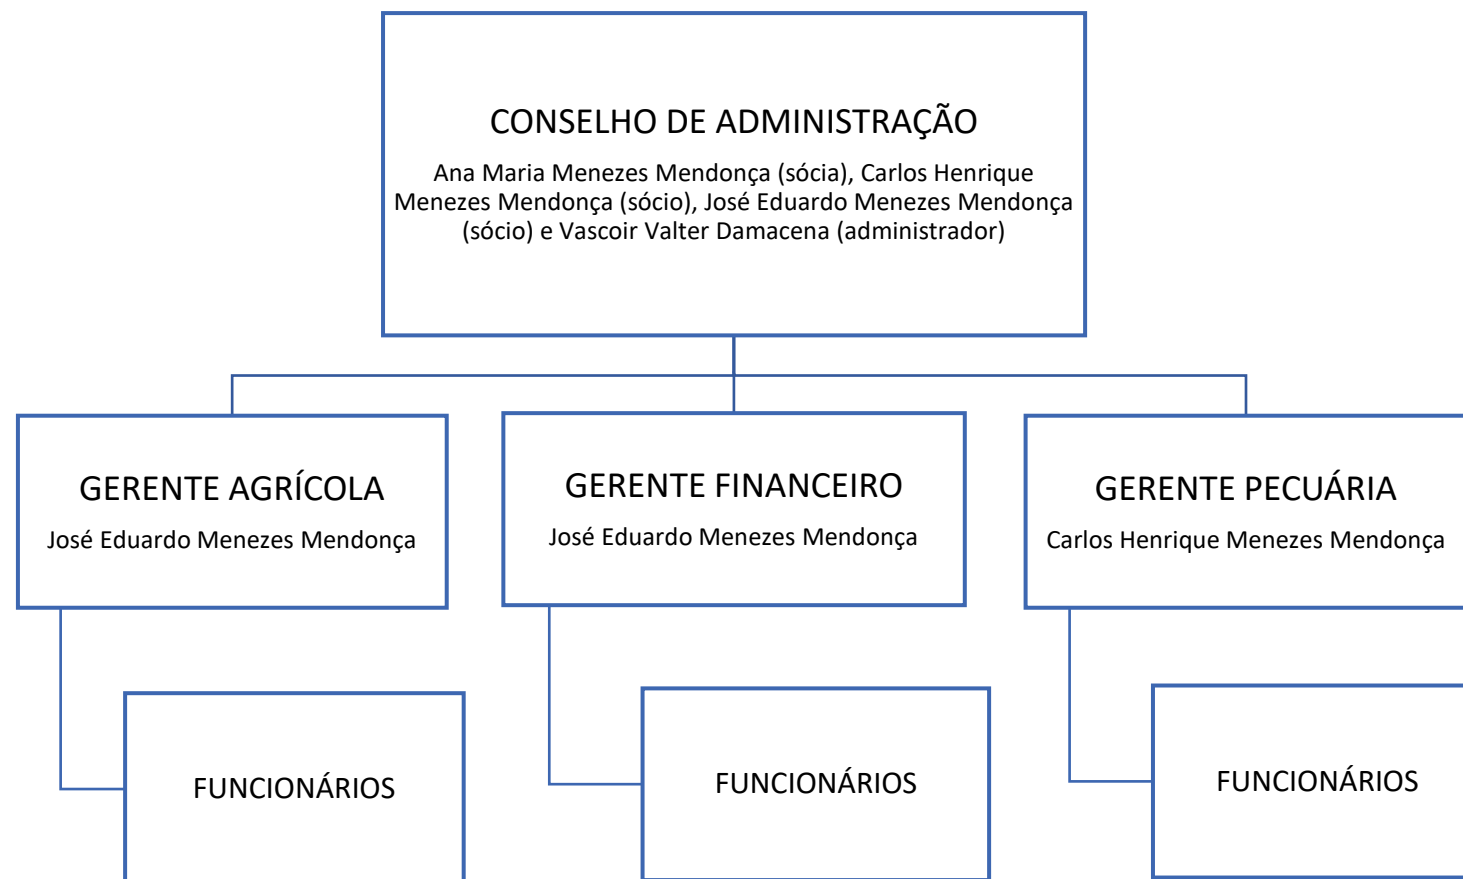 CONSELHO DE ADMINISTRAÇÃO
Ana Maria Menezes Mendonça (sócia), Carlos Henrique
Menezes Mendonça (sócio), José Eduardo Menezes Mendonça
(sócio) e Vascoir Valter Damacena (administrador)
GERENTE AGRÍCOLA
José Eduardo Menezes Mendonça
GERENTE FINANCEIRO
José Eduardo Menezes Mendonça
GERENTE PECUÁRIA
Carlos Henrique Menezes Mendonça
FUNCIONÁRIOS
FUNCIONÁRIOS
FUNCIONÁRIOS